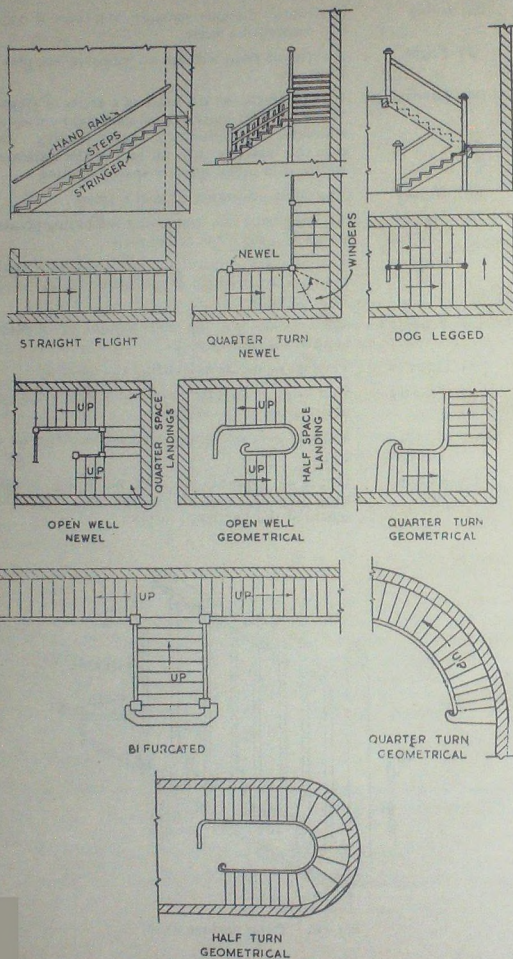 HAND RAIL
STEPS
STRINGER
NEWEL
WINDERS
STRAIGHT FLIGHT
QUARTER TURN
NEWEL
DOG LEGGED
UP
UP
QUARTER SPACE
LANDINGS
UP
UP
HALF SPACE
LANDING
OPEN WELL
NEWEL
OPEN WELL
GEOMETRICAL
QUARTER TURN
GEOMETRICAL
UP
UP
UP
UP
BIFURCATED
QUARTER TURN
GEOMETRICAL
HALF TURN
GEOMETRICAL